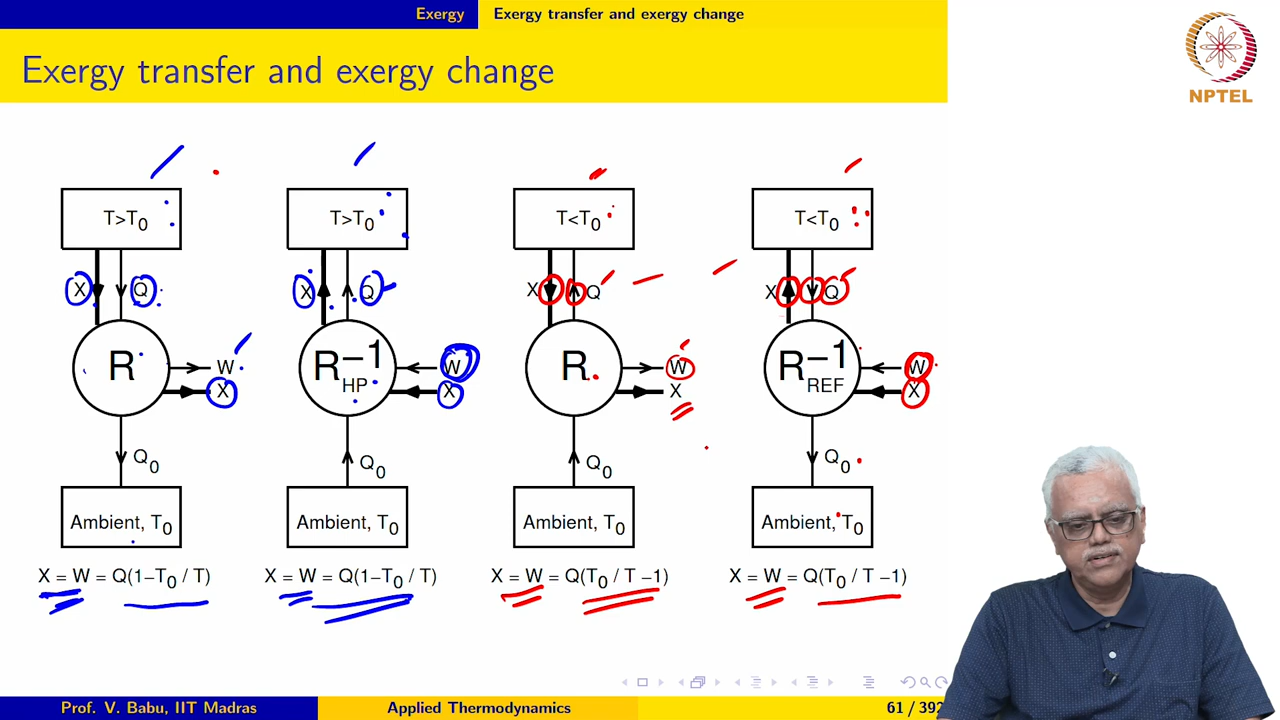 Exergy Exergy transfer and exergy change
Exergy transfer and exergy change
NPTEL
T>T₀ T>T₀ T<T₀ T<T₀
X Q X Q X Q X Q
R R⁻¹ HP R R⁻¹ REF
W W W W
X X X X
Q₀ Q₀ Q₀ Q₀
Ambient, T₀ Ambient, T₀ Ambient, T₀ Ambient, T₀
X = W = Q(1−T₀ / T) X = W = Q(1−T₀ / T) X = W = Q(T₀ / T −1) X = W = Q(T₀ / T −1)
Prof. V. Babu, IIT Madras Applied Thermodynamics 61 / 392